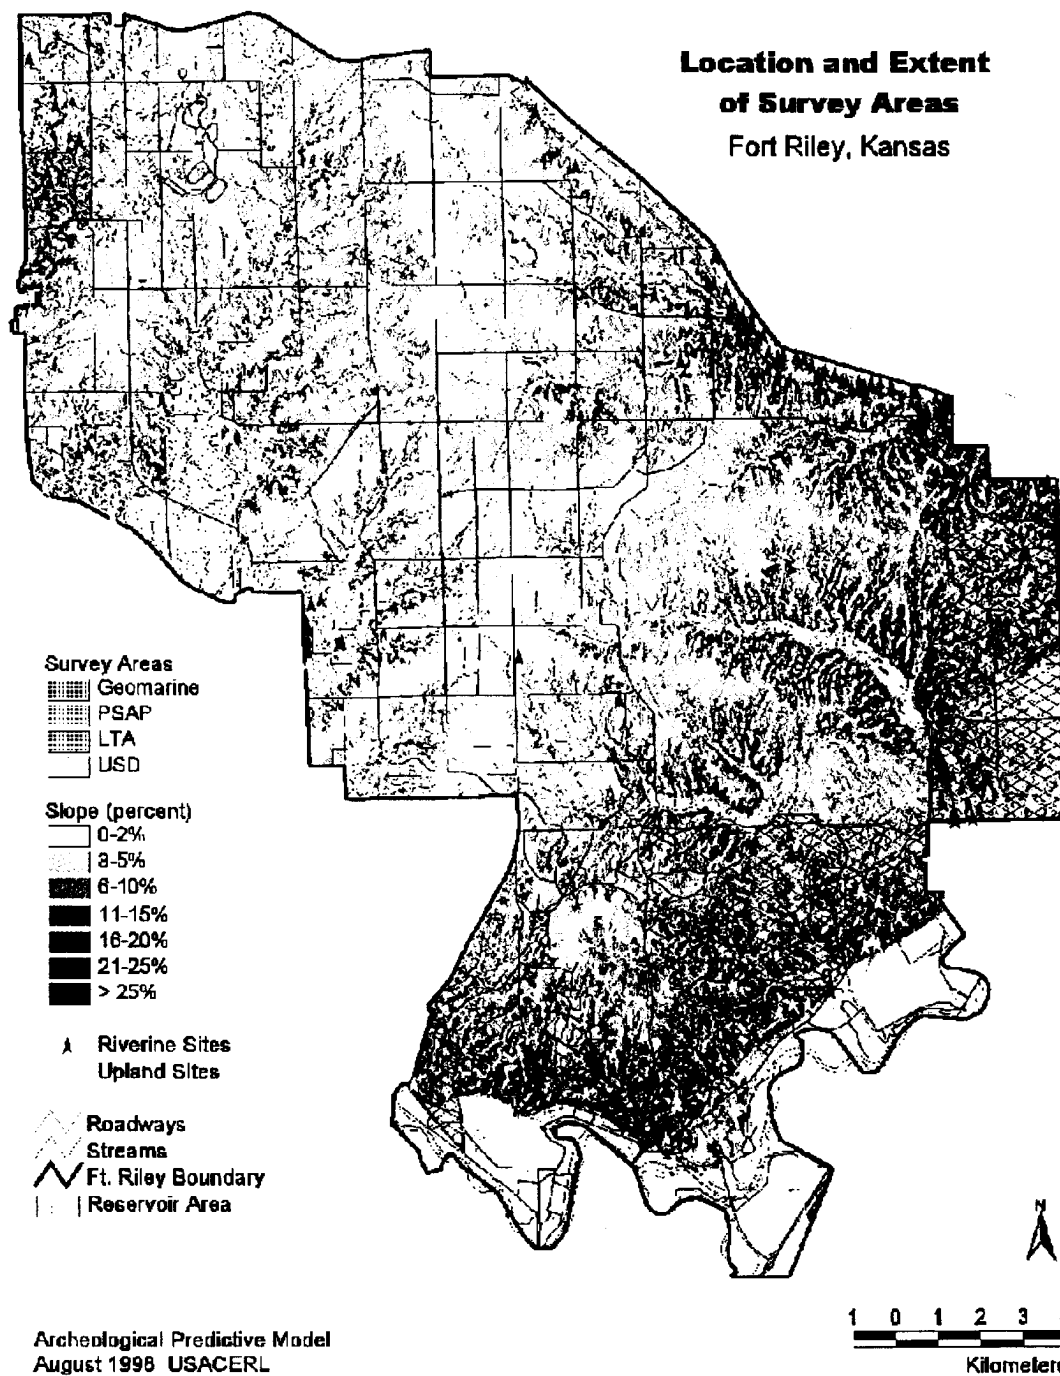 Location and Extent
of Survey Areas
Fort Riley, Kansas
Survey Areas
Geomarine
PSAP
LTA
USD
Slope (percent)
0-2%
3-5%
6-10%
11-15%
16-20%
21-25%
> 25%
Riverine Sites
Upland Sites
Roadways
Streams
Ft. Riley Boundary
Reservoir Area
N
Archeological Predictive Model
August 1998 USACERL
1 0 1 2 3
Kilometers